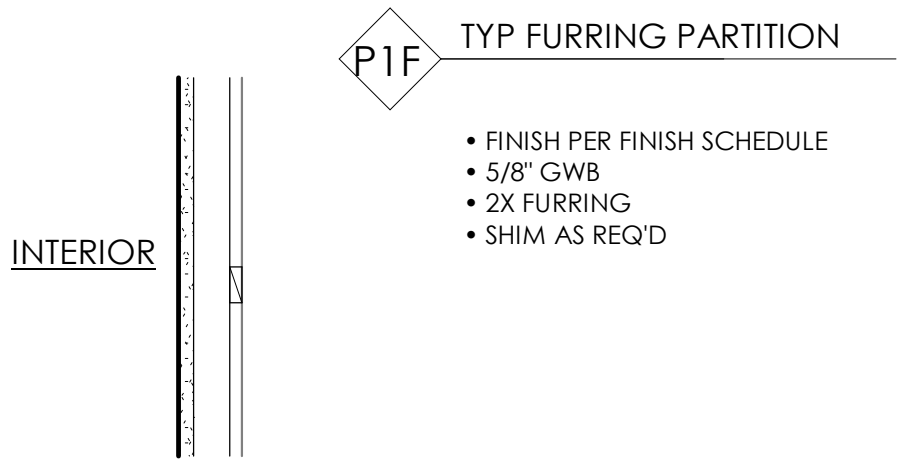 P1F
TYP FURRING PARTITION
• FINISH PER FINISH SCHEDULE
• 5/8" GWB
• 2X FURRING
• SHIM AS REQ'D
INTERIOR